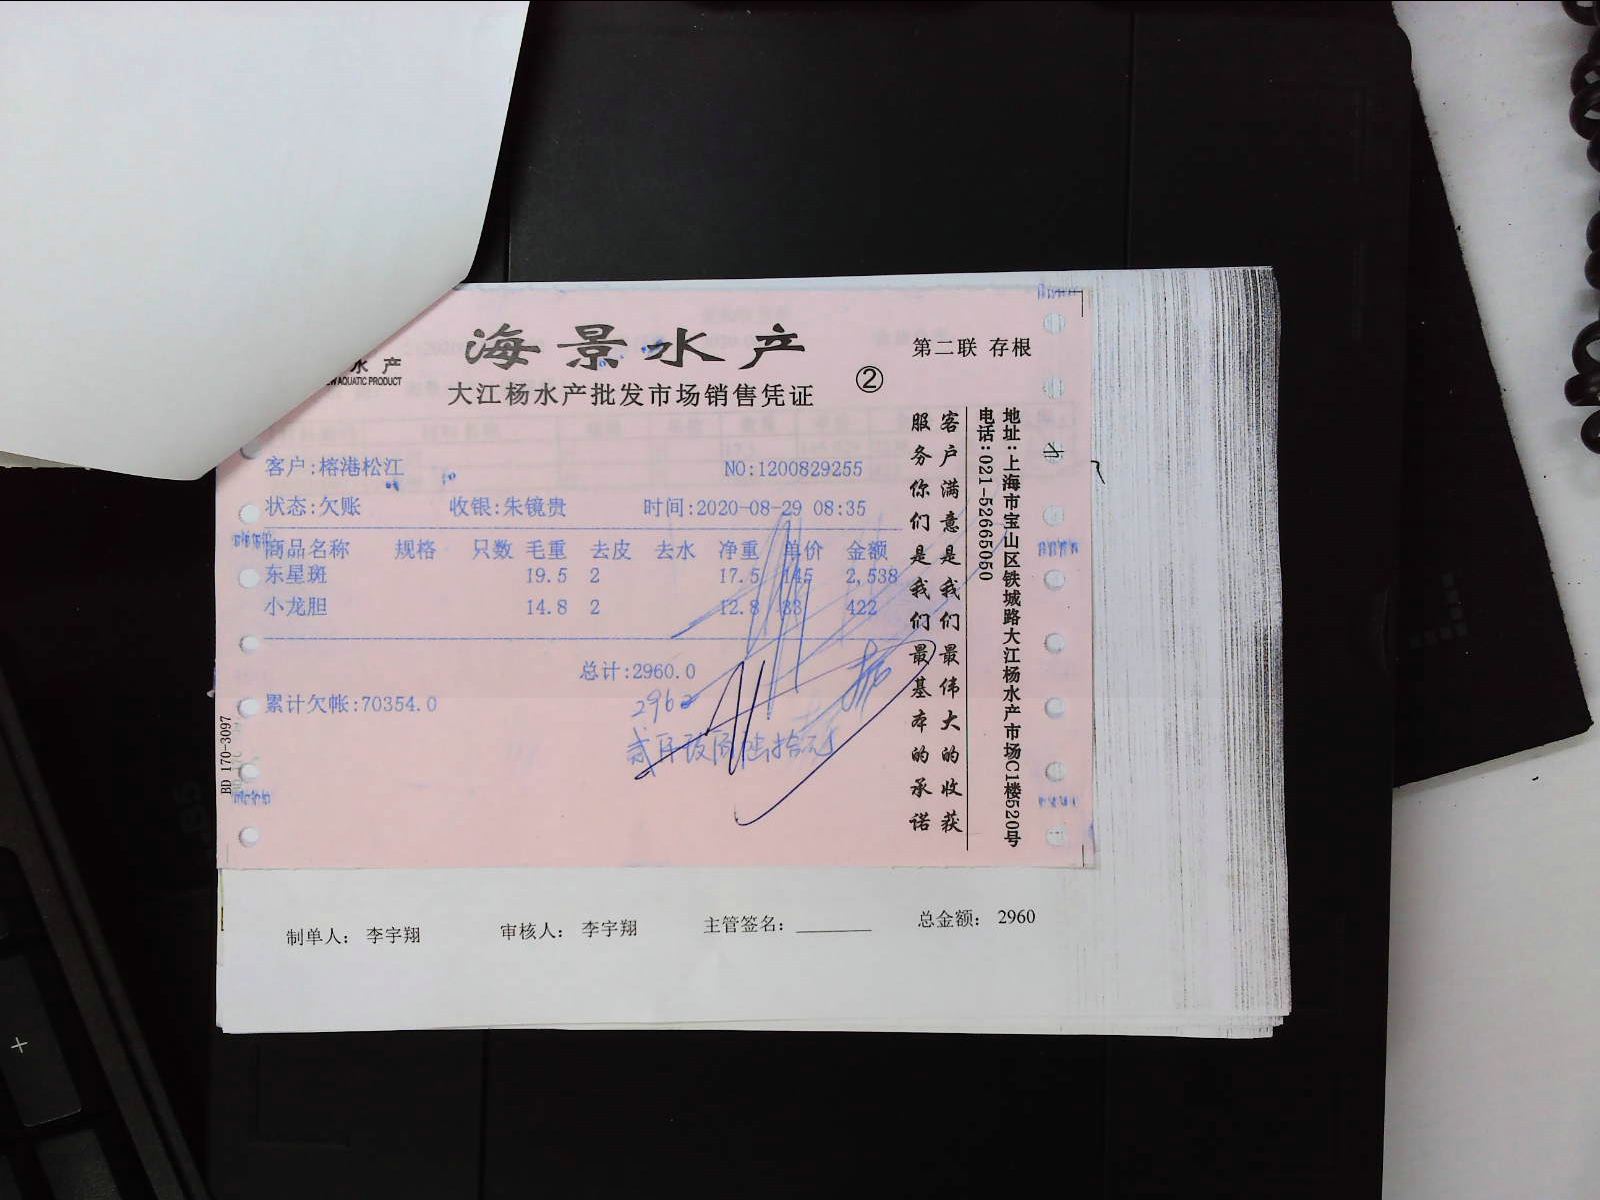 海景水产
第二联 存根
水产
AQUATIC PRODUCT
大江杨水产批发市场销售凭证
②
客户:榕港松江 NO:1200829255
状态:欠账 收银:朱镜贵 时间:2020-08-29 08:35
商品名称 规格 只数 毛重 去皮 去水 净重 单价 金额
东星斑 19.5 2 17.5 145 2,538
小龙胆 14.8 2 12.8 33 422
总计:2960.0
2960
累计欠帐:70354.0
地址:上海市宝山区铁城路大江杨水产市场C1楼520号
电话:021-52665050
客户满意是我们最伟大的收获
服务你们是我们最基本的承诺
BD 170-3097
制单人: 李宇翔 审核人: 李宇翔 主管签名: 总金额: 2960